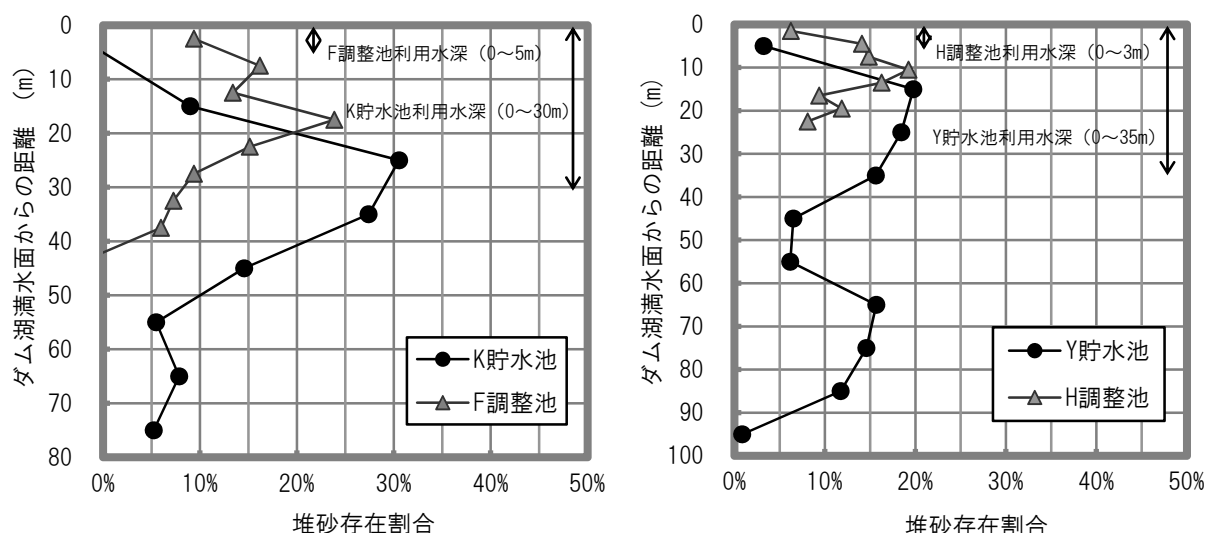 ダム湖満水面からの距離（m）
0
10
20
30
40
50
60
70
80
F調整池利用水深（0～5m）
K貯水池利用水深（0～30m）
K貯水池
F調整池
0%
10%
20%
30%
40%
50%
堆砂存在割合
ダム湖満水面からの距離（m）
0
10
20
30
40
50
60
70
80
90
100
H調整池利用水深（0～3m）
Y貯水池利用水深（0～35m）
Y貯水池
H調整池
0%
10%
20%
30%
40%
50%
堆砂存在割合